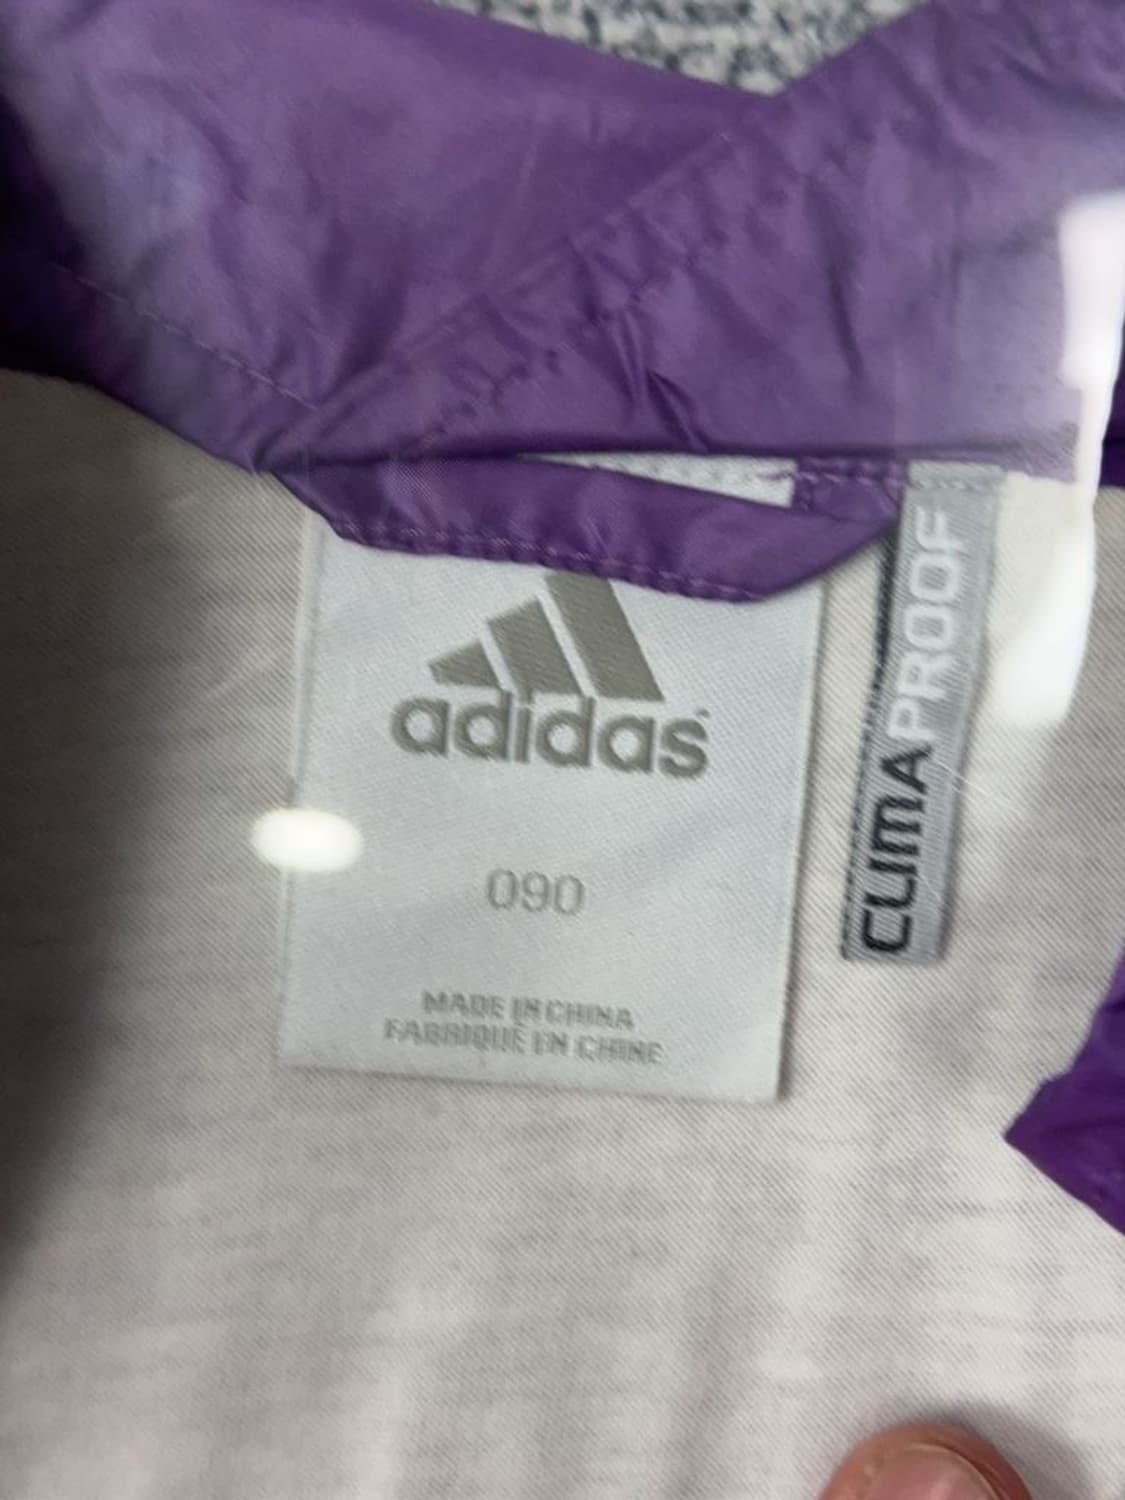 adidas
090
MADE IN CHINA
FABRIQUÉ EN CHINE
CLIMAPROOF